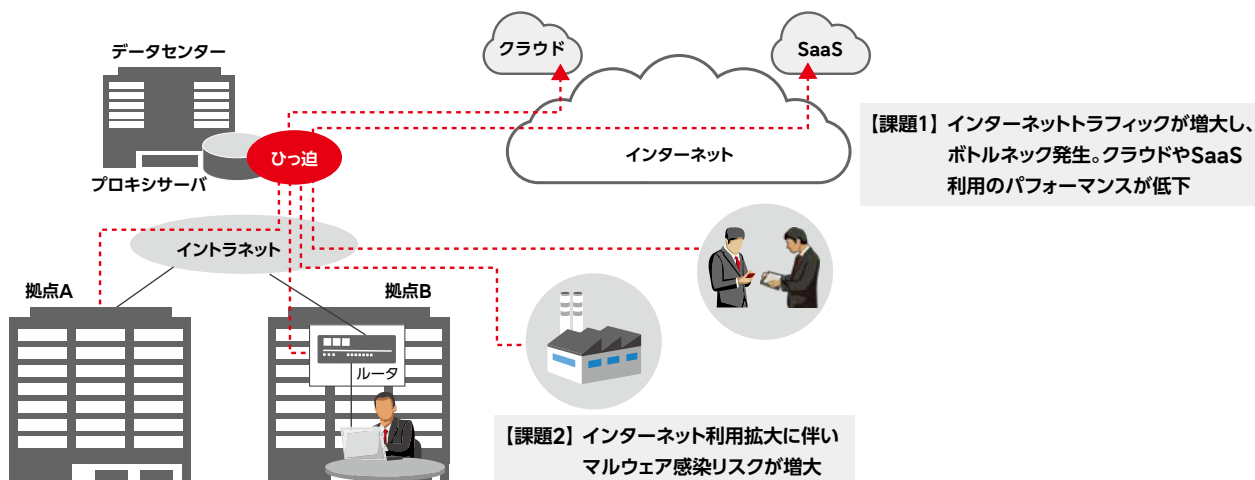 データセンター
クラウド
SaaS
ひっ迫
インターネット
プロキシサーバ
【課題1】 インターネットトラフィックが増大し、
ボトルネック発生。クラウドやSaaS
利用のパフォーマンスが低下
イントラネット
拠点A
拠点B
ルータ
【課題2】 インターネット利用拡大に伴い
マルウェア感染リスクが増大